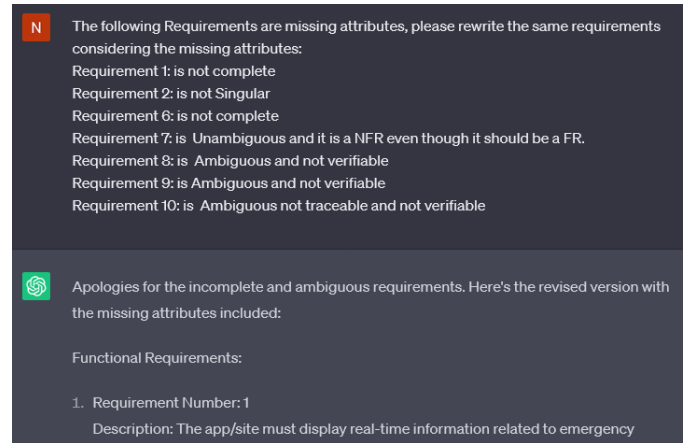 N
The following Requirements are missing attributes, please rewrite the same requirements
considering the missing attributes:
Requirement 1: is not complete
Requirement 2: is not Singular
Requirement 6: is not complete
Requirement 7: is  Unambiguous and it is a NFR even though it should be a FR.
Requirement 8: is  Ambiguous and not verifiable
Requirement 9: is Ambiguous and not verifiable
Requirement 10: is  Ambiguous not traceable and not verifiable
Apologies for the incomplete and ambiguous requirements. Here's the revised version with
the missing attributes included:
Functional Requirements:
1. Requirement Number: 1
Description: The app/site must display real-time information related to emergency